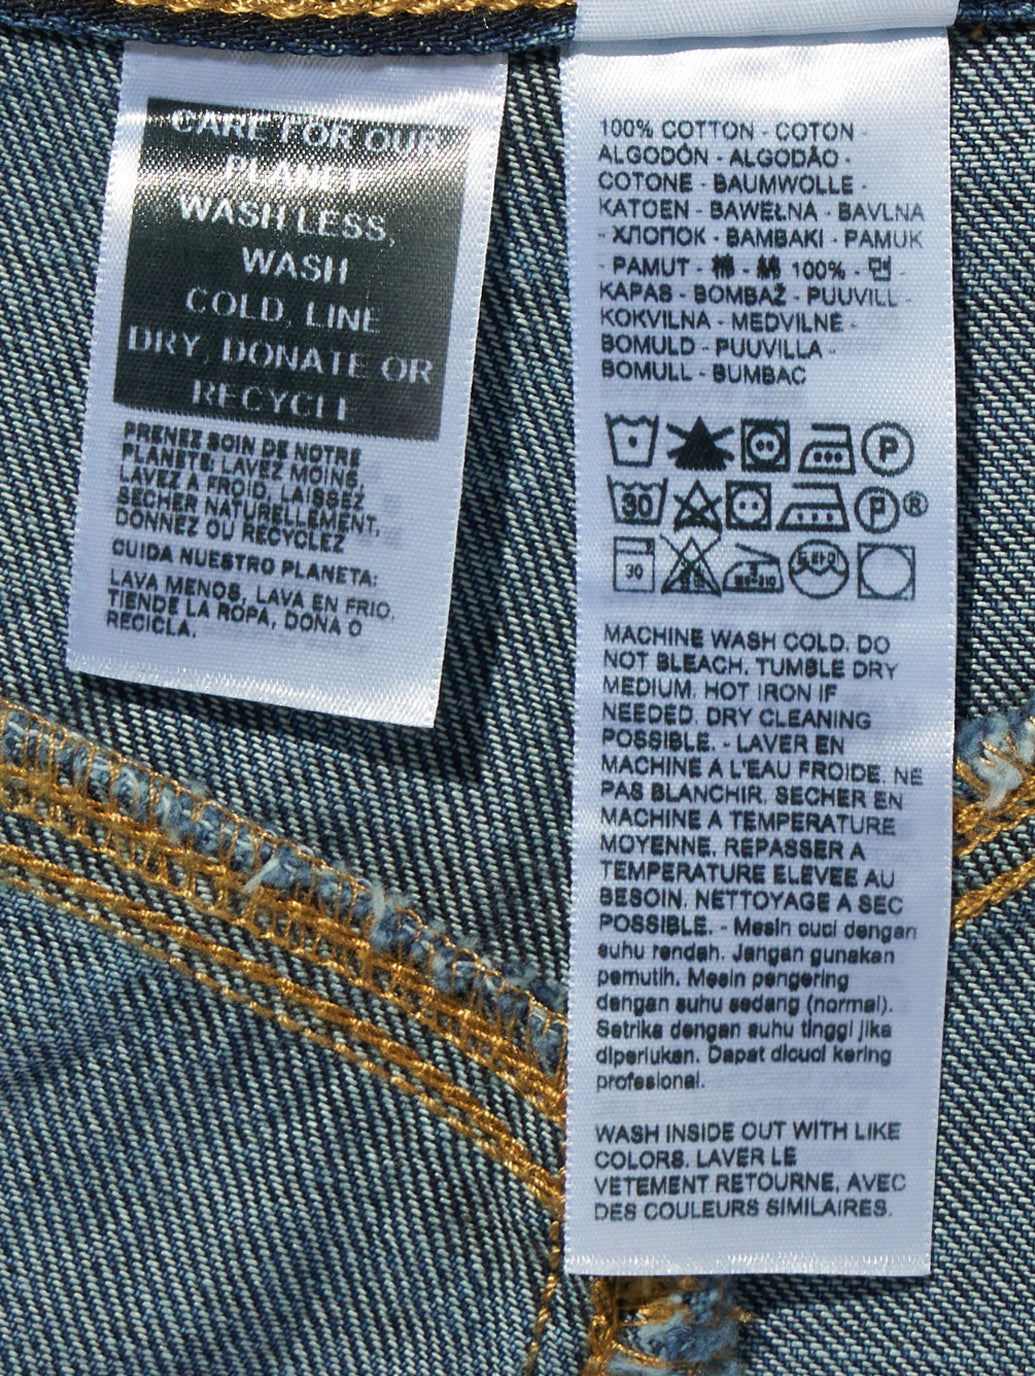 CARE FOR OUR
PLANET
WASH LESS,
WASH
COLD, LINE
DRY, DONATE OR
RECYCLE
PRENEZ SOIN DE NOTRE
PLANETE: LAVEZ MOINS,
LAVEZ A FROID, LAISSEZ
SECHER NATURELLEMENT,
DONNEZ OU RECYCLEZ
CUIDA NUESTRO PLANETA:
LAVA MENOS, LAVA EN FRIO,
TIENDE LA ROPA, DONA O
RECICLA.
100% COTTON - COTON -
ALGODÓN - ALGODÃO -
COTONE - BAUMWOLLE -
KATOEN - BAWEŁNA - BAVLNA
- ХЛОПОК - BAMBAKI - PAMUK
- PAMUT - 棉 - 綿 100% - 면 -
KAPAS - BOMBAŽ - PUUVILL -
KOKVILNA - MEDVILNE -
BOMULD - PUUVILLA -
BOMULL - BUMBAC
P
30 P ®
30 드라이
MACHINE WASH COLD. DO
NOT BLEACH. TUMBLE DRY
MEDIUM. HOT IRON IF
NEEDED. DRY CLEANING
POSSIBLE. - LAVER EN
MACHINE A L'EAU FROIDE. NE
PAS BLANCHIR. SECHER EN
MACHINE A TEMPERATURE
MOYENNE. REPASSER A
TEMPERATURE ELEVEE AU
BESOIN. NETTOYAGE A SEC
POSSIBLE. - Mesin cuci dengan
suhu rendah. Jangan gunakan
pemutih. Mesin pengering
dengan suhu sedang (normal).
Setrika dengan suhu tinggi jika
diperlukan. Dapat dicuci kering
profesional.
WASH INSIDE OUT WITH LIKE
COLORS. LAVER LE
VETEMENT RETOURNE, AVEC
DES COULEURS SIMILAIRES.